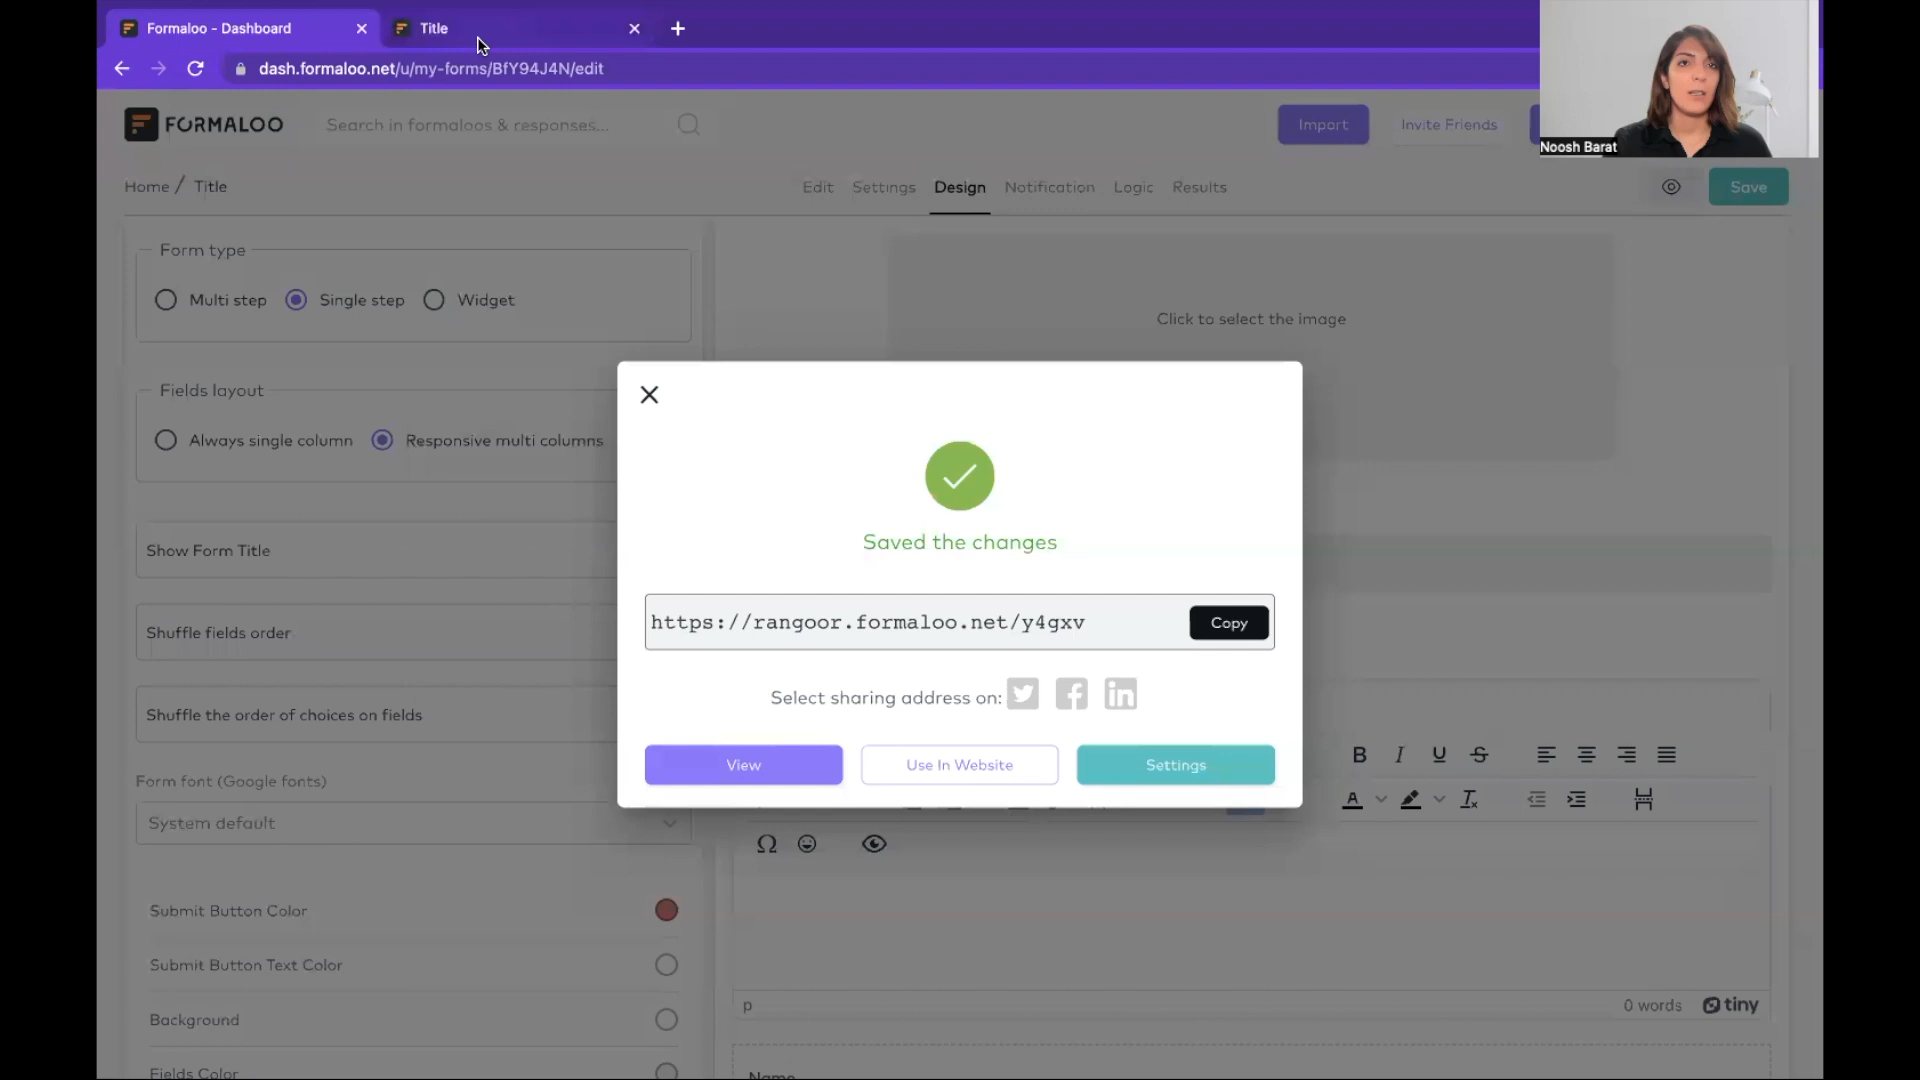 Formaloo - Dashboard
Title
dash.formaloo.net/u/my-forms/BfY94J4N/edit
FORMALOO
Search in formaloos & responses...
Import
Invite Friends
Noosh Barat
Home / Title
Edit
Settings
Design
Notification
Logic
Results
Save
Form type
Multi step
Single step
Widget
Click to select the image
Fields layout
Always single column
Responsive multi columns
Saved the changes
Show Form Title
https://rangoor.formaloo.net/y4gxv
Copy
Shuffle fields order
Select sharing address on:
Shuffle the order of choices on fields
View
Use In Website
Settings
Form font (Google fonts)
System default
Submit Button Color
Submit Button Text Color
Background
Fields Color
p
0 words
tiny
Name